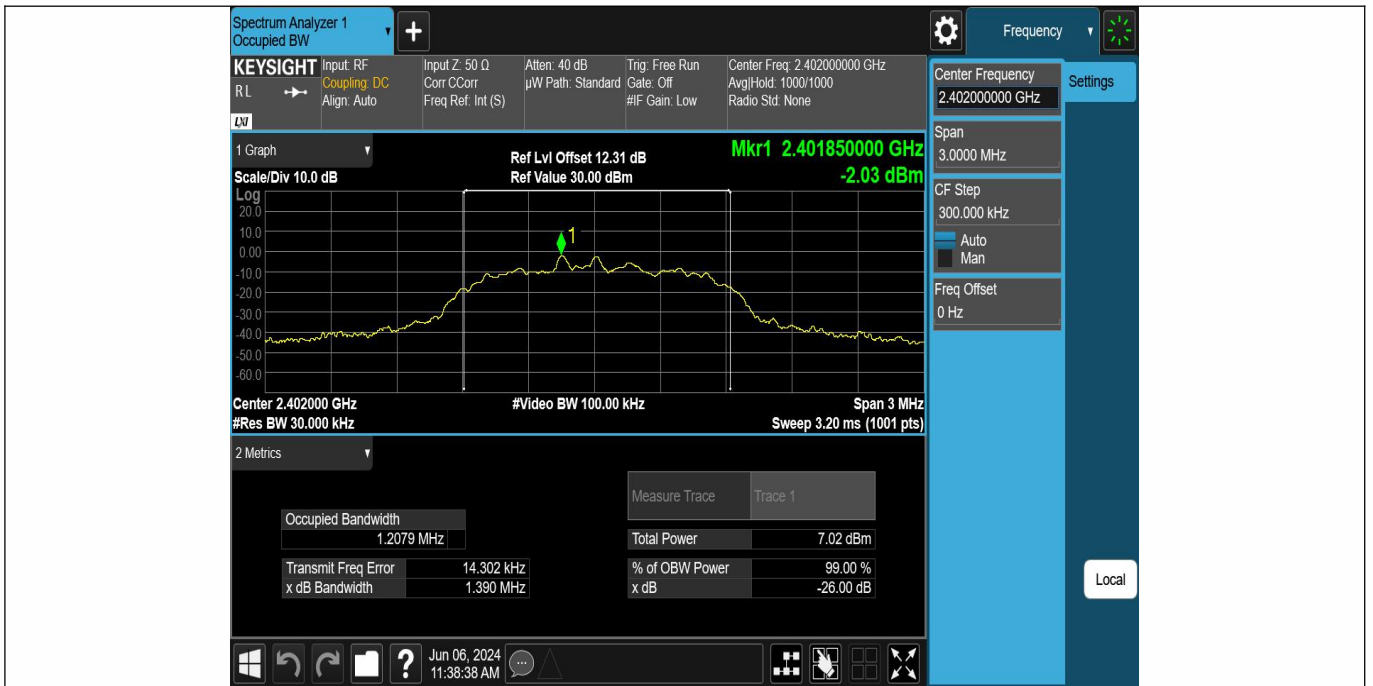 Spectrum Analyzer 1
Occupied BW
+
Frequency
KEYSIGHT
RL
LXI
Input: RF
Coupling: DC
Align: Auto
Input Z: 50 Ω
Corr CCorr
Freq Ref: Int (S)
Atten: 40 dB
µW Path: Standard
Trig: Free Run
Gate: Off
#IF Gain: Low
Center Freq: 2.402000000 GHz
Avg|Hold: 1000/1000
Radio Std: None
Center Frequency
2.402000000 GHz
Settings
Span
3.0000 MHz
CF Step
300.000 kHz
Auto
Man
Freq Offset
0 Hz
Local
1 Graph
Scale/Div 10.0 dB
Ref Lvl Offset 12.31 dB
Ref Value 30.00 dBm
Mkr1 2.401850000 GHz
-2.03 dBm
Log
20.0
10.0
0.00
-10.0
-20.0
-30.0
-40.0
-50.0
-60.0
1
Center 2.402000 GHz
#Video BW 100.00 kHz
Span 3 MHz
#Res BW 30.000 kHz
Sweep 3.20 ms (1001 pts)
2 Metrics
Measure Trace Trace 1
Occupied Bandwidth
1.2079 MHz
Total Power 7.02 dBm
Transmit Freq Error 14.302 kHz
% of OBW Power 99.00 %
x dB Bandwidth 1.390 MHz
x dB -26.00 dB
?
Jun 06, 2024
11:38:38 AM